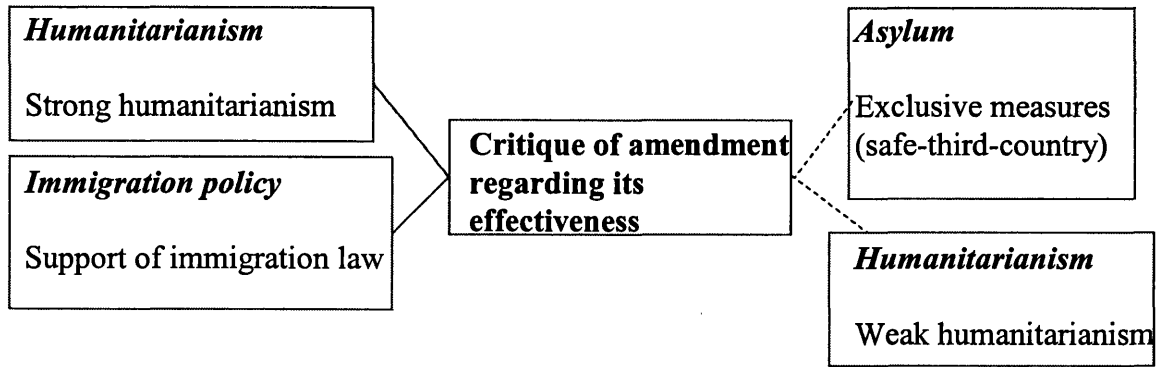 Humanitarianism
Strong humanitarianism
Immigration policy
Support of immigration law
Critique of amendment
regarding its
effectiveness
Asylum
Exclusive measures
(safe-third-country)
Humanitarianism
Weak humanitarianism